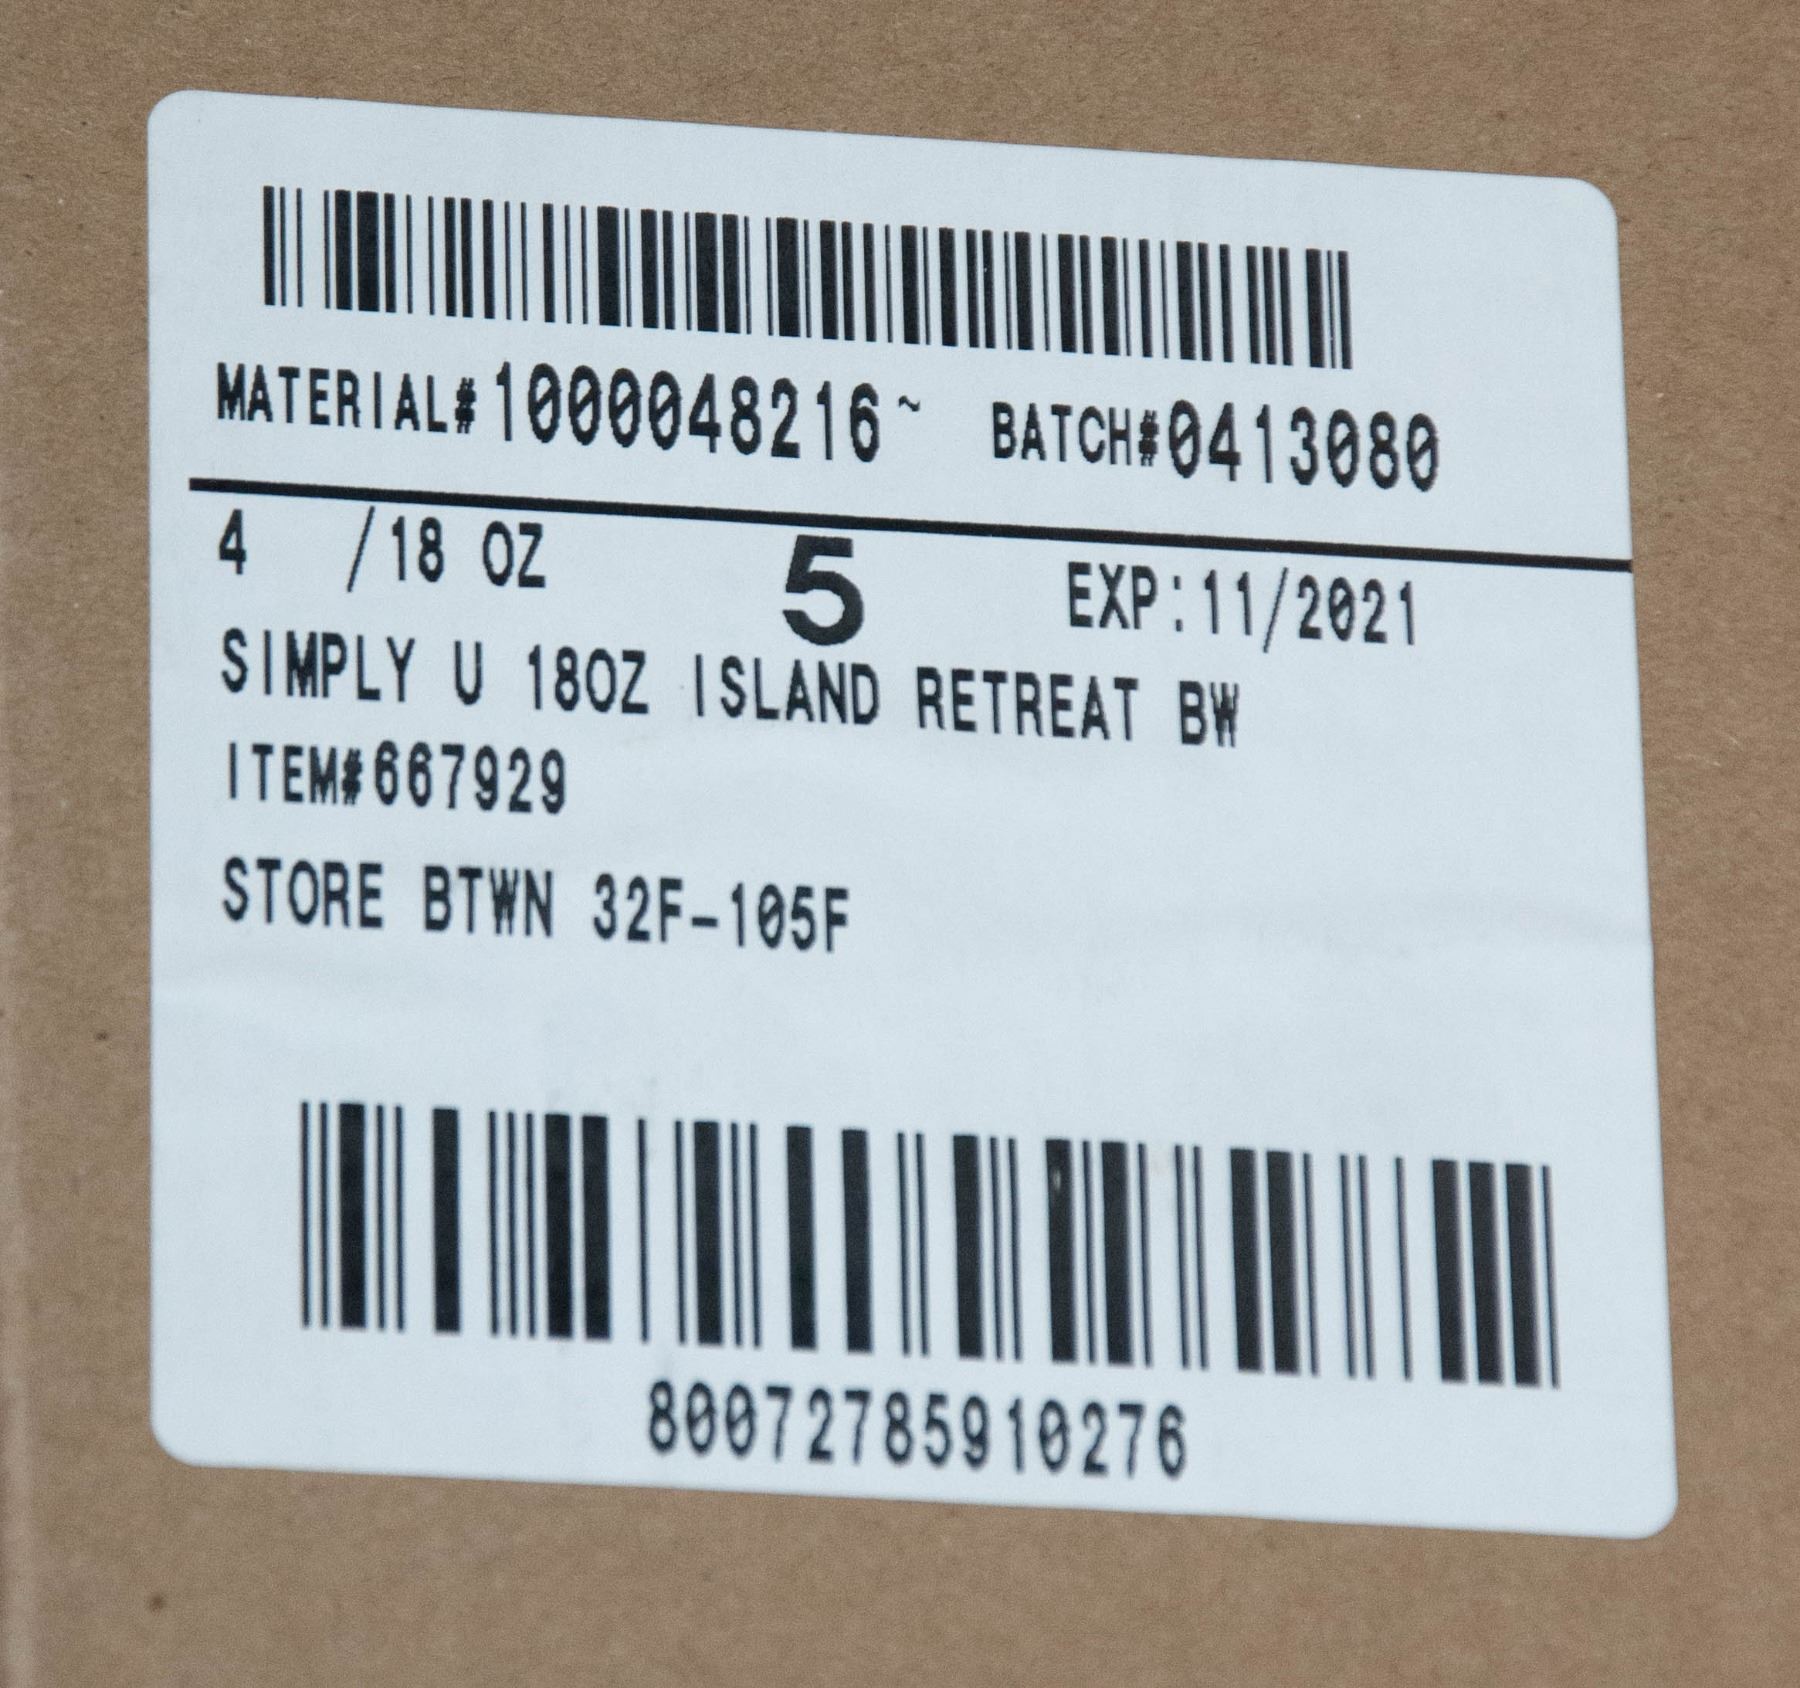 MATERIAL#1000048216~ BATCH#0413080
4 /18 OZ 5 EXP:11/2021
SIMPLY U 18OZ ISLAND RETREAT BW
ITEM#667929
STORE BTWN 32F-105F
80072785910276